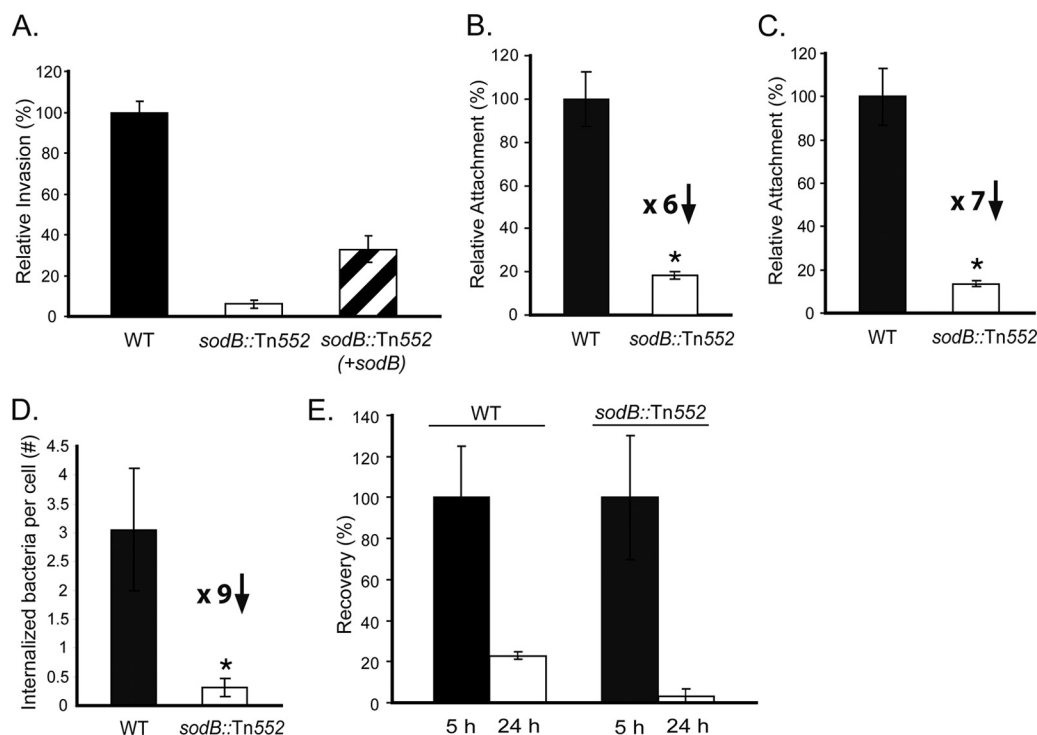 A.
Relative Invasion (%)
120
100
80
60
40
20
0
WT
sodB::Tn552
sodB::Tn552
(+sodB)
B.
Relative Attachment (%)
120
100
80
60
40
20
0
x 6
*
WT
sodB::Tn552
C.
Relative Attachment (%)
120
100
80
60
40
20
0
x 7
*
WT
sodB::Tn552
D.
Internalized bacteria per cell (#)
4.5
4
3.5
3
2.5
2
1.5
1
0.5
0
x 9
*
WT
sodB::Tn552
E.
Recovery (%)
140
120
100
80
60
40
20
0
WT
sodB::Tn552
5 h
24 h
5 h
24 h